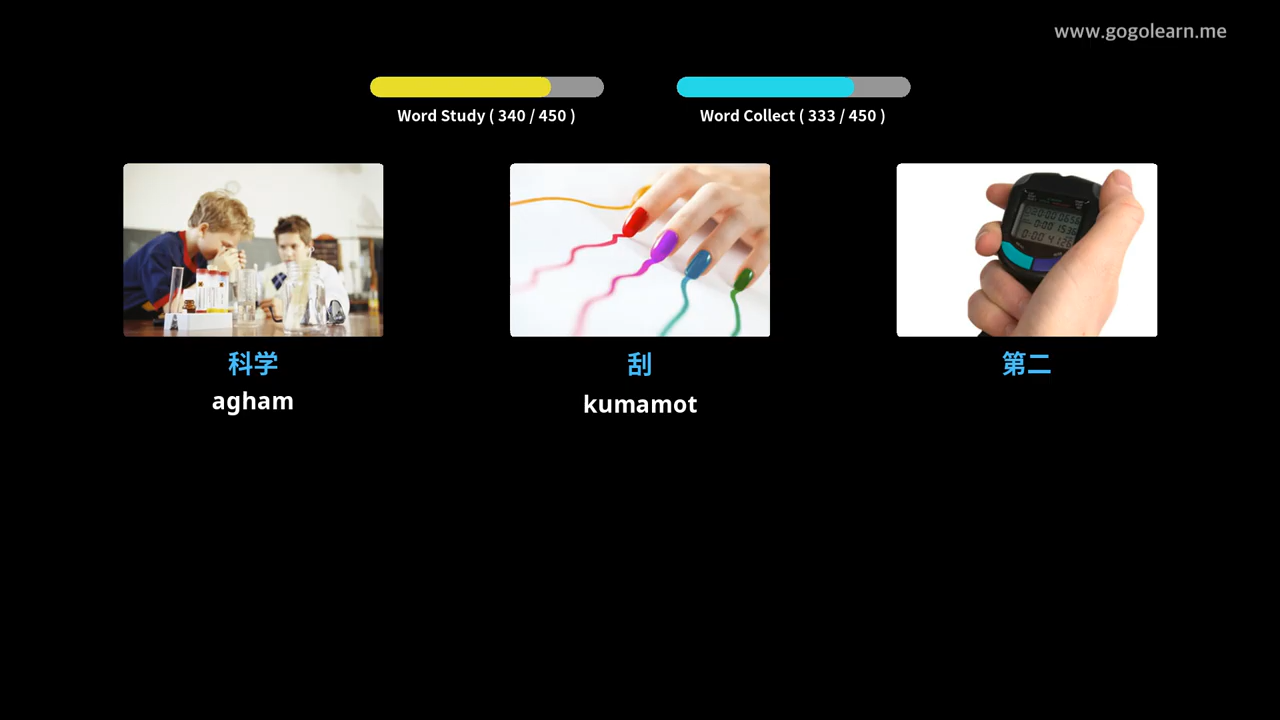 www.gogolearn.me
Word Study ( 340 / 450 )
Word Collect ( 333 / 450 )
科学
刮
第二
agham
kumamot